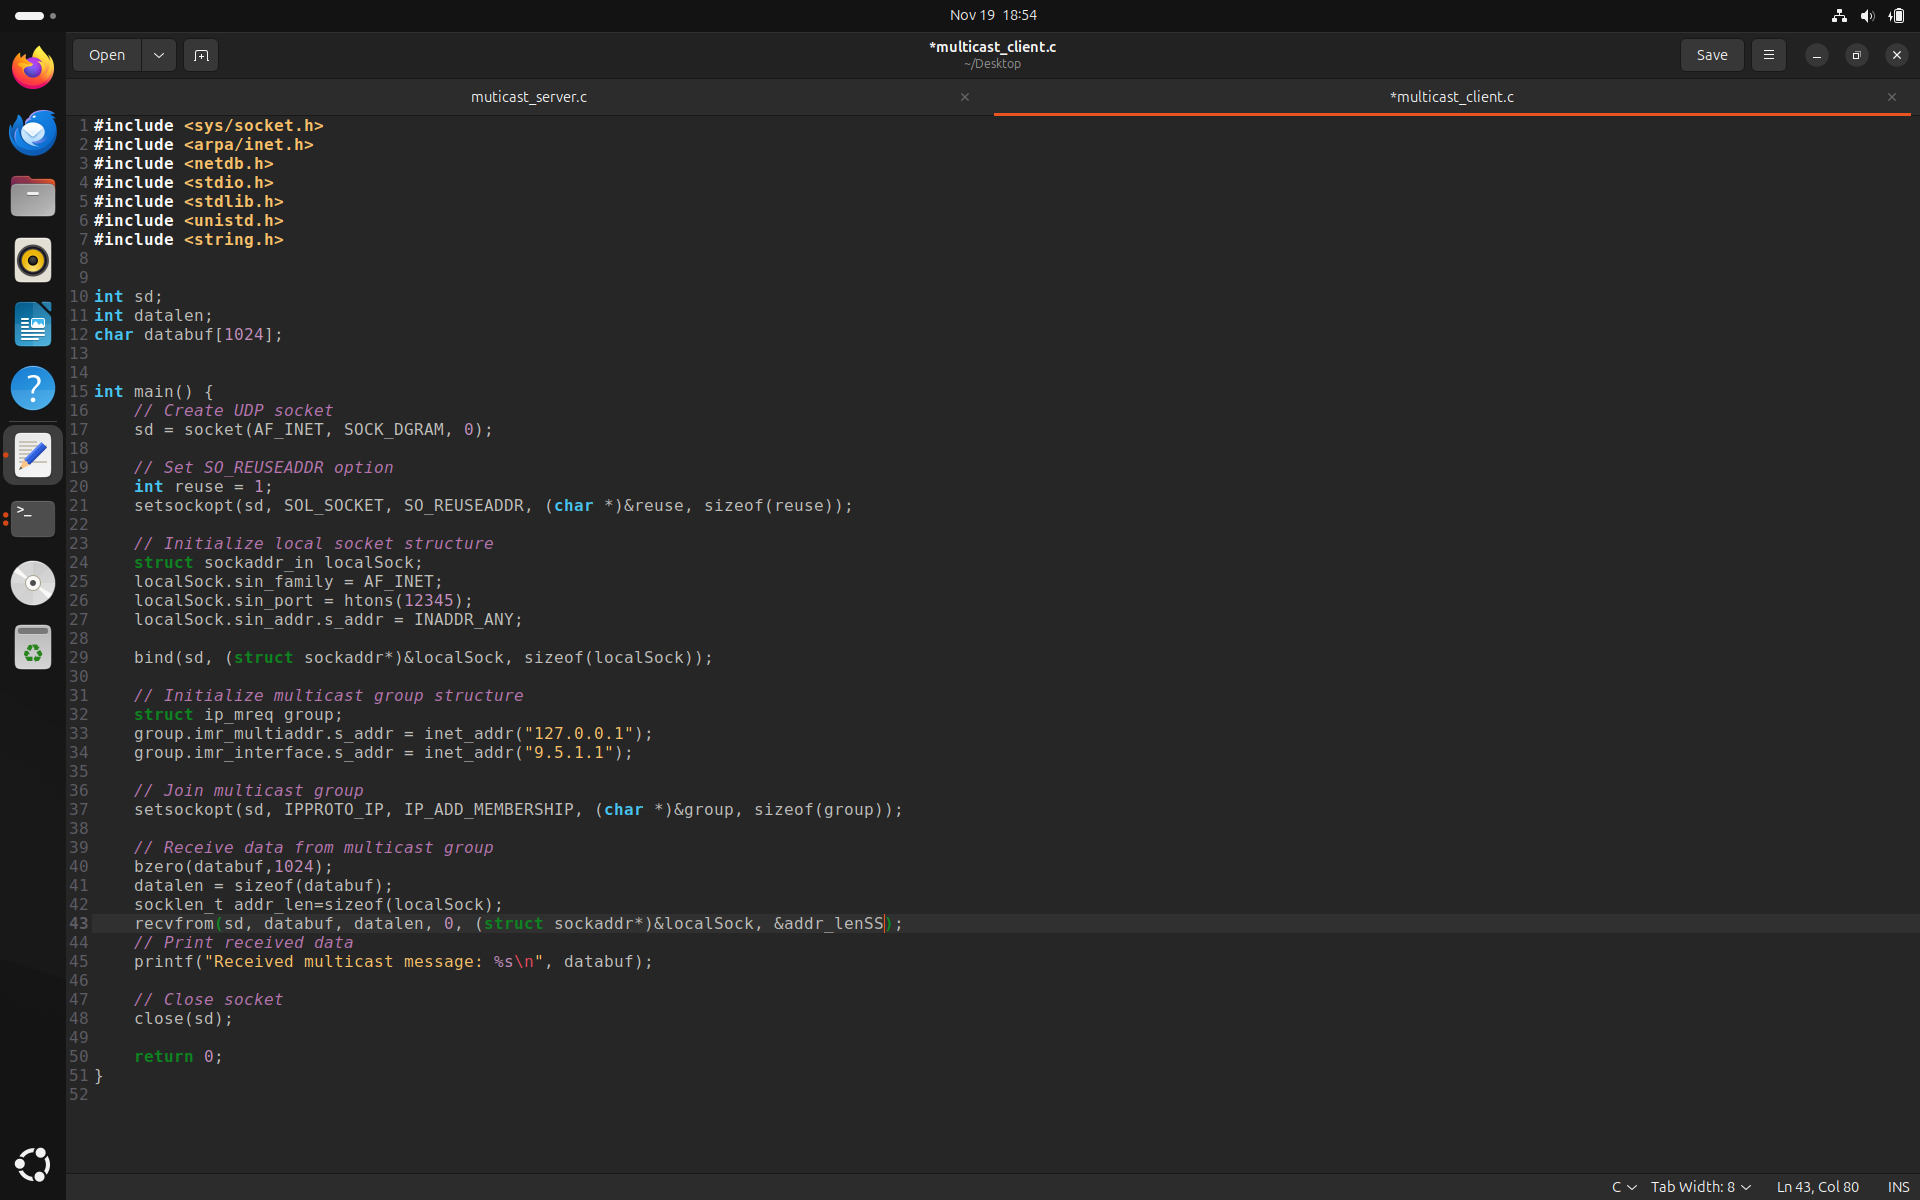 Nov 19 18:54
Open
*multicast_client.c
~/Desktop
Save
muticast_server.c
*multicast_client.c
1 #include <sys/socket.h>
2 #include <arpa/inet.h>
3 #include <netdb.h>
4 #include <stdio.h>
5 #include <stdlib.h>
6 #include <unistd.h>
7 #include <string.h>
8
9
10 int sd;
11 int datalen;
12 char databuf[1024];
13
14
15 int main() {
16     // Create UDP socket
17     sd = socket(AF_INET, SOCK_DGRAM, 0);
18
19     // Set SO_REUSEADDR option
20     int reuse = 1;
21     setsockopt(sd, SOL_SOCKET, SO_REUSEADDR, (char *)&reuse, sizeof(reuse));
22
23     // Initialize local socket structure
24     struct sockaddr_in localSock;
25     localSock.sin_family = AF_INET;
26     localSock.sin_port = htons(12345);
27     localSock.sin_addr.s_addr = INADDR_ANY;
28
29     bind(sd, (struct sockaddr*)&localSock, sizeof(localSock));
30
31     // Initialize multicast group structure
32     struct ip_mreq group;
33     group.imr_multiaddr.s_addr = inet_addr("127.0.0.1");
34     group.imr_interface.s_addr = inet_addr("9.5.1.1");
35
36     // Join multicast group
37     setsockopt(sd, IPPROTO_IP, IP_ADD_MEMBERSHIP, (char *)&group, sizeof(group));
38
39     // Receive data from multicast group
40     bzero(databuf,1024);
41     datalen = sizeof(databuf);
42     socklen_t addr_len=sizeof(localSock);
43     recvfrom(sd, databuf, datalen, 0, (struct sockaddr*)&localSock, &addr_lenSS);
44     // Print received data
45     printf("Received multicast message: %s\n", databuf);
46
47     // Close socket
48     close(sd);
49
50     return 0;
51 }
52
C Tab Width: 8 Ln 43, Col 80 INS